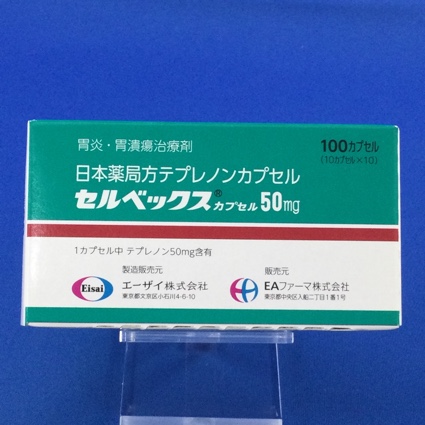 胃炎・胃潰瘍治療剤
100カプセル
(10カプセル×10)
日本薬局方テプレノンカプセル
セルベックス® カプセル 50mg
1カプセル中 テプレノン50mg含有
製造販売元
エーザイ株式会社
東京都文京区小石川4-6-10
Eisai
販売元
EAファーマ株式会社
東京都中央区入船二丁目1番1号